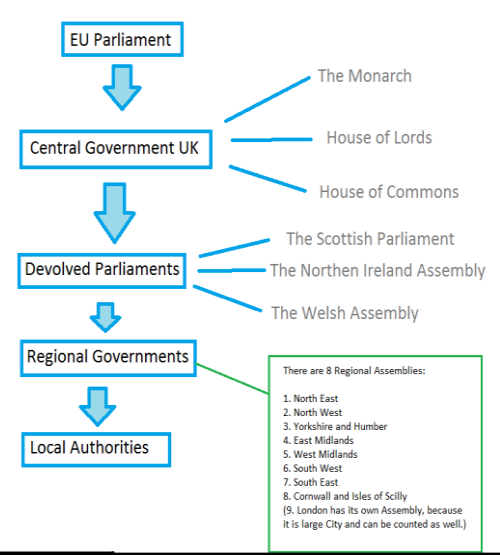 EU Parliament
The Monarch
Central Government UK
House of Lords
House of Commons
The Scottish Parliament
Devolved Parliaments
The Northen Ireland Assembly
The Welsh Assembly
Regional Governments
There are 8 Regional Assemblies:
1. North East
2. North West
3. Yorkshire and Humber
4. East Midlands
5. West Midlands
6. South West
7. South East
8. Cornwall and Isles of Scilly
(9. London has its own Assembly, because
it is large City and can be counted as well.)
Local Authorities